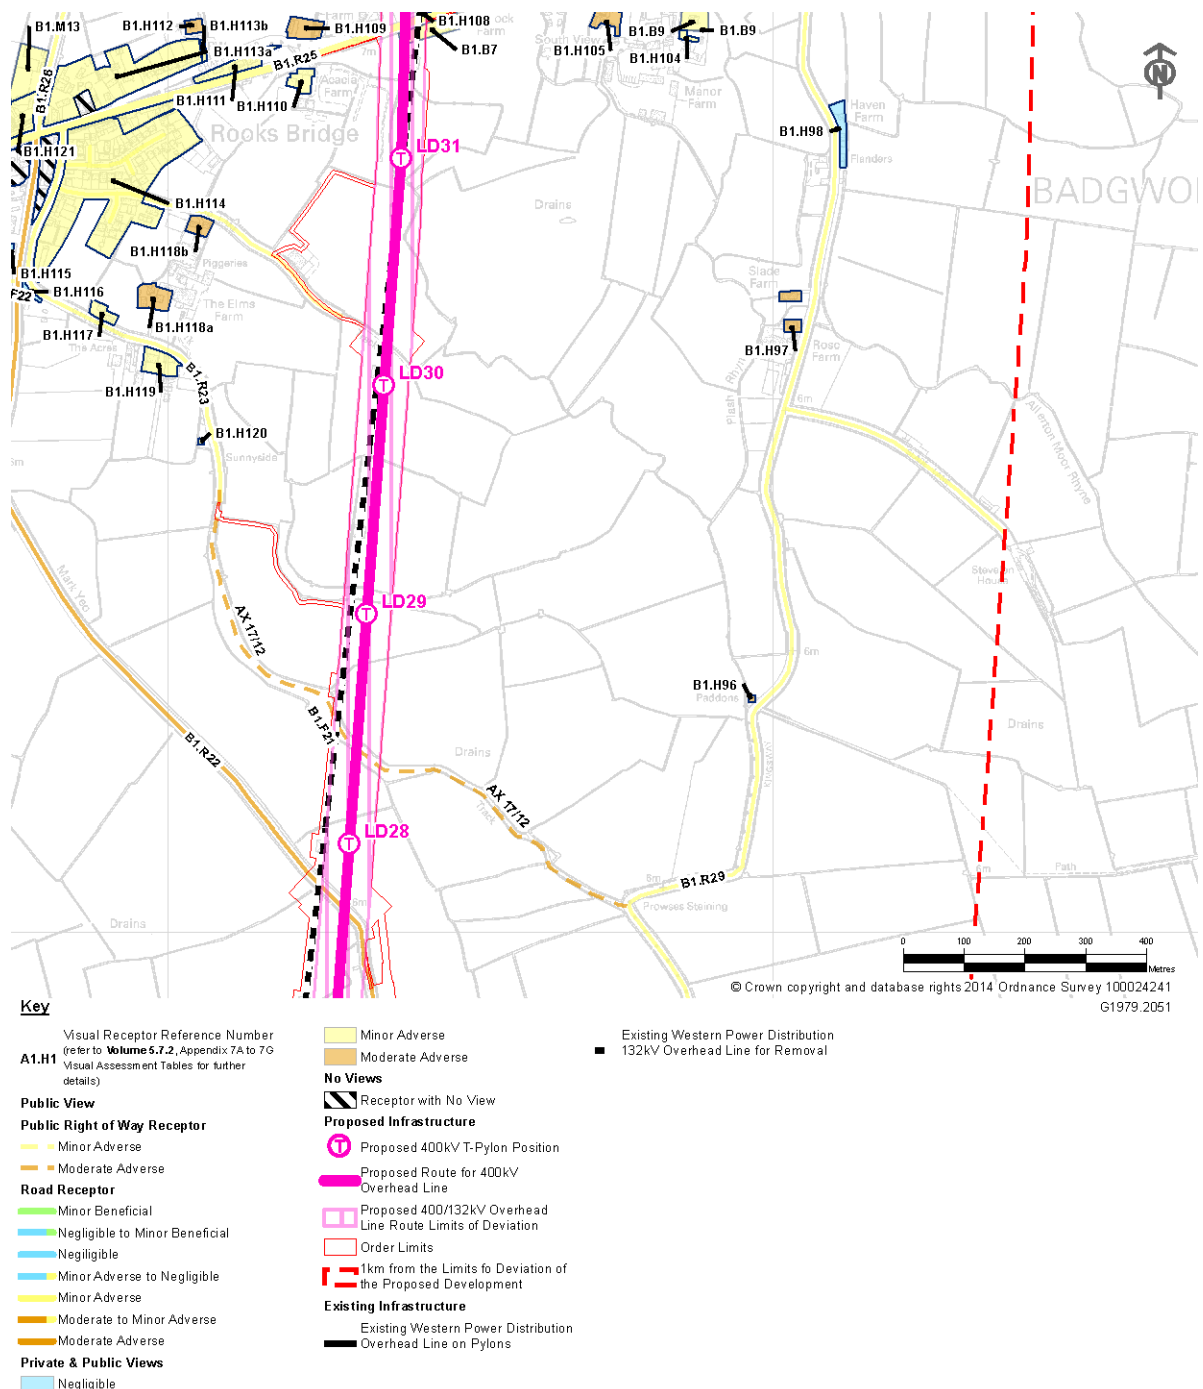 B1.M13
B1.H112
B1.H113b
B1.H109
B1.H108
B1.B7
B1.H113a
B1.R25
B1.R26
B1.H111
B1.H110
Farm
7m
Acacia
Farm
Rooks Bridge
South View
B1.H105
B1.B9
B1.B9
B1.H104
Manor
Farm
B1.H98
Haven
Farm
Flanders
BADGWO
B1.H121
LD31
B1.H114
Drains
B1.H118b
Piggeries
B1.H115
F22
B1.H116
The Elms
Farm
B1.H118a
B1.H117
The Acres
B1.H119
B1.R23
LD30
Slade
Farm
B1.H97
Rose
Farm
Plash Rhyne
6m
Allerton Moor Rhyne
B1.H120
Sunnyside
Mark Yeo
AX 17/12
LD29
House
6m
B1.H96
Paddons
B1.F21
B1.R22
Drains
Drains
AX 17/12
Track
Kingsway
LD28
B1.R29
5m
Prowses Steining
Path
Drains
0 100 200 300 400
Metres
© Crown copyright and database rights 2014 Ordnance Survey 100024241
G1979.2051
Key
A1.H1
Visual Receptor Reference Number
(refer to Volume 5.7.2, Appendix 7A to 7G
Visual Assessment Tables for further
details)
Public View
Public Right of Way Receptor
Minor Adverse
Moderate Adverse
Road Receptor
Minor Beneficial
Negligible to Minor Beneficial
Negiligible
Minor Adverse to Negligible
Minor Adverse
Moderate to Minor Adverse
Moderate Adverse
Private & Public Views
Negligible
Minor Adverse
Moderate Adverse
No Views
Receptor with No View
Proposed Infrastructure
Proposed 400kV T-Pylon Position
Proposed Route for 400kV
Overhead Line
Proposed 400/132kV Overhead
Line Route Limits of Deviation
Order Limits
1km from the Limits fo Deviation of
the Proposed Development
Existing Infrastructure
Existing Western Power Distribution
Overhead Line on Pylons
Existing Western Power Distribution
132kV Overhead Line for Removal